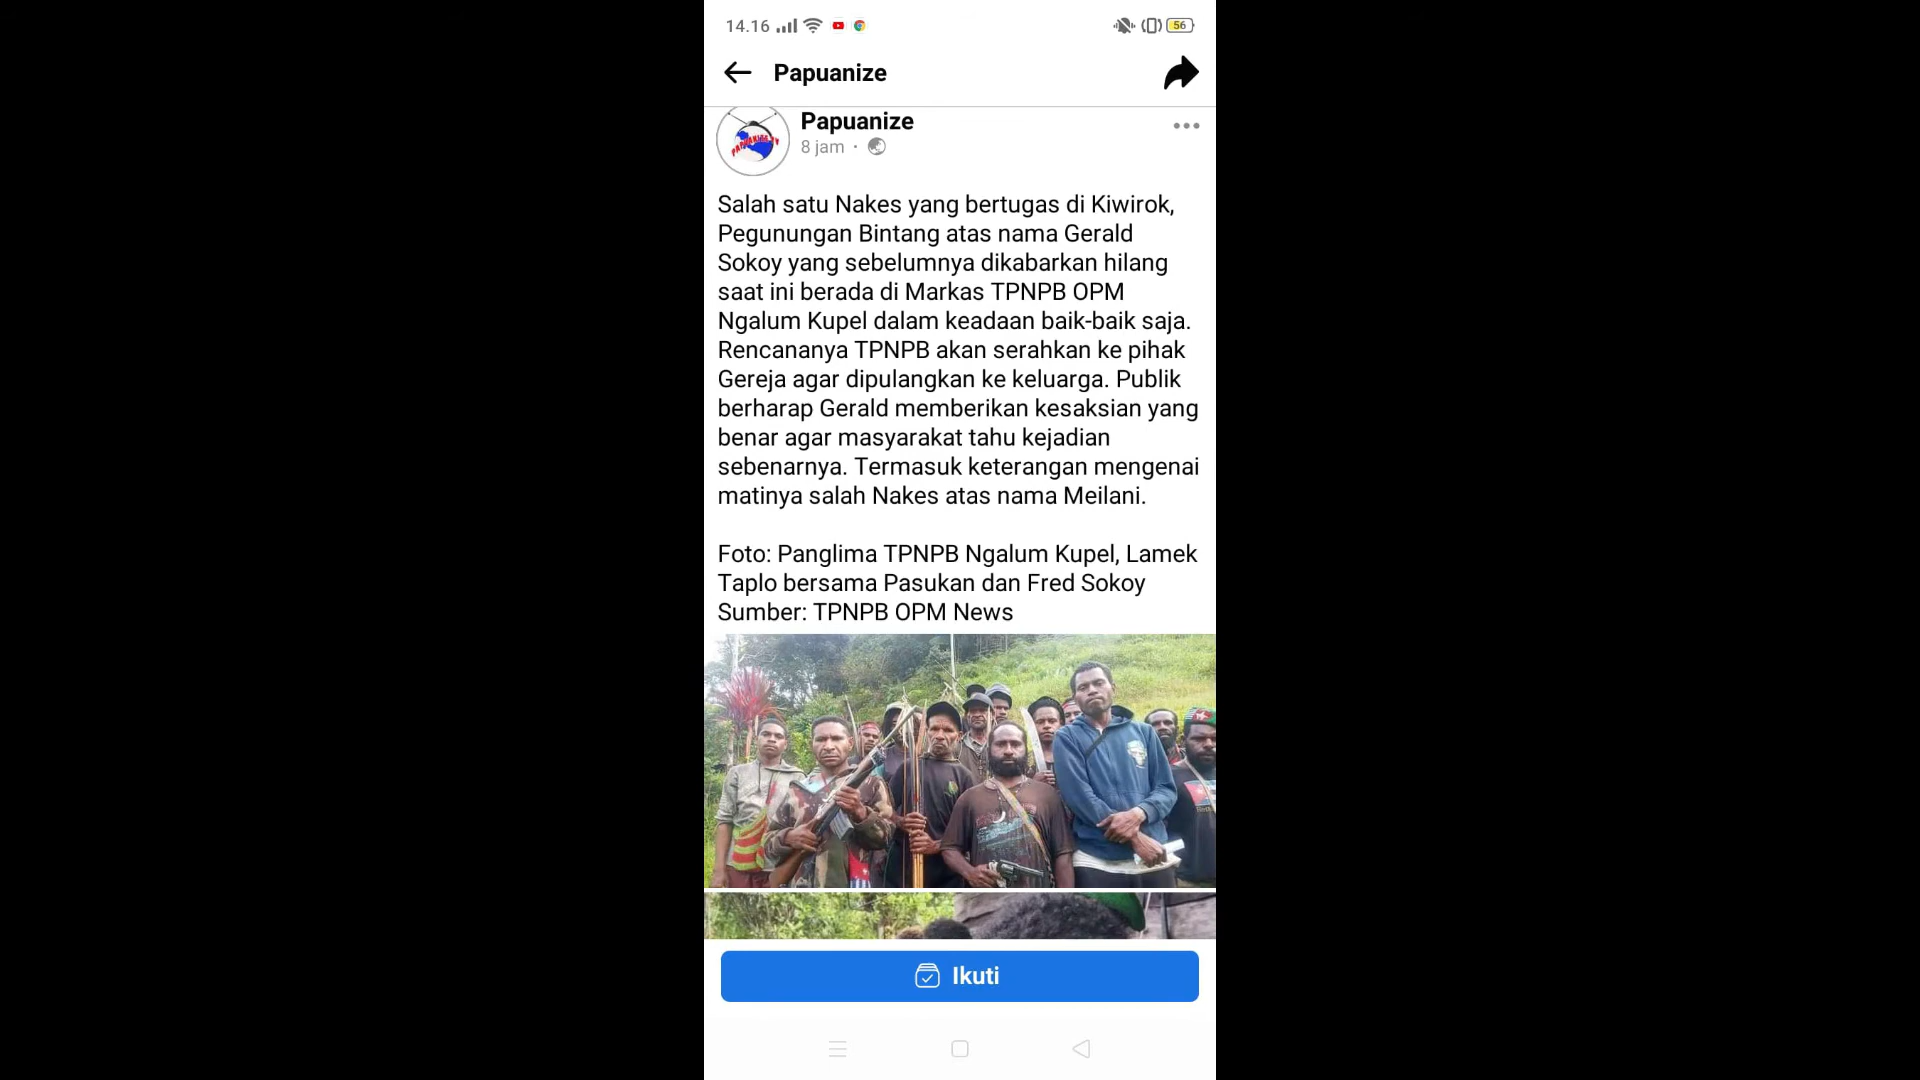 14.16
56
Papuanize
Papuanize
8 jam ·
Salah satu Nakes yang bertugas di Kiwirok,
Pegunungan Bintang atas nama Gerald
Sokoy yang sebelumnya dikabarkan hilang
saat ini berada di Markas TPNPB OPM
Ngalum Kupel dalam keadaan baik-baik saja.
Rencananya TPNPB akan serahkan ke pihak
Gereja agar dipulangkan ke keluarga. Publik
berharap Gerald memberikan kesaksian yang
benar agar masyarakat tahu kejadian
sebenarnya. Termasuk keterangan mengenai
matinya salah Nakes atas nama Meilani.
Foto: Panglima TPNPB Ngalum Kupel, Lamek
Taplo bersama Pasukan dan Fred Sokoy
Sumber: TPNPB OPM News
Ikuti